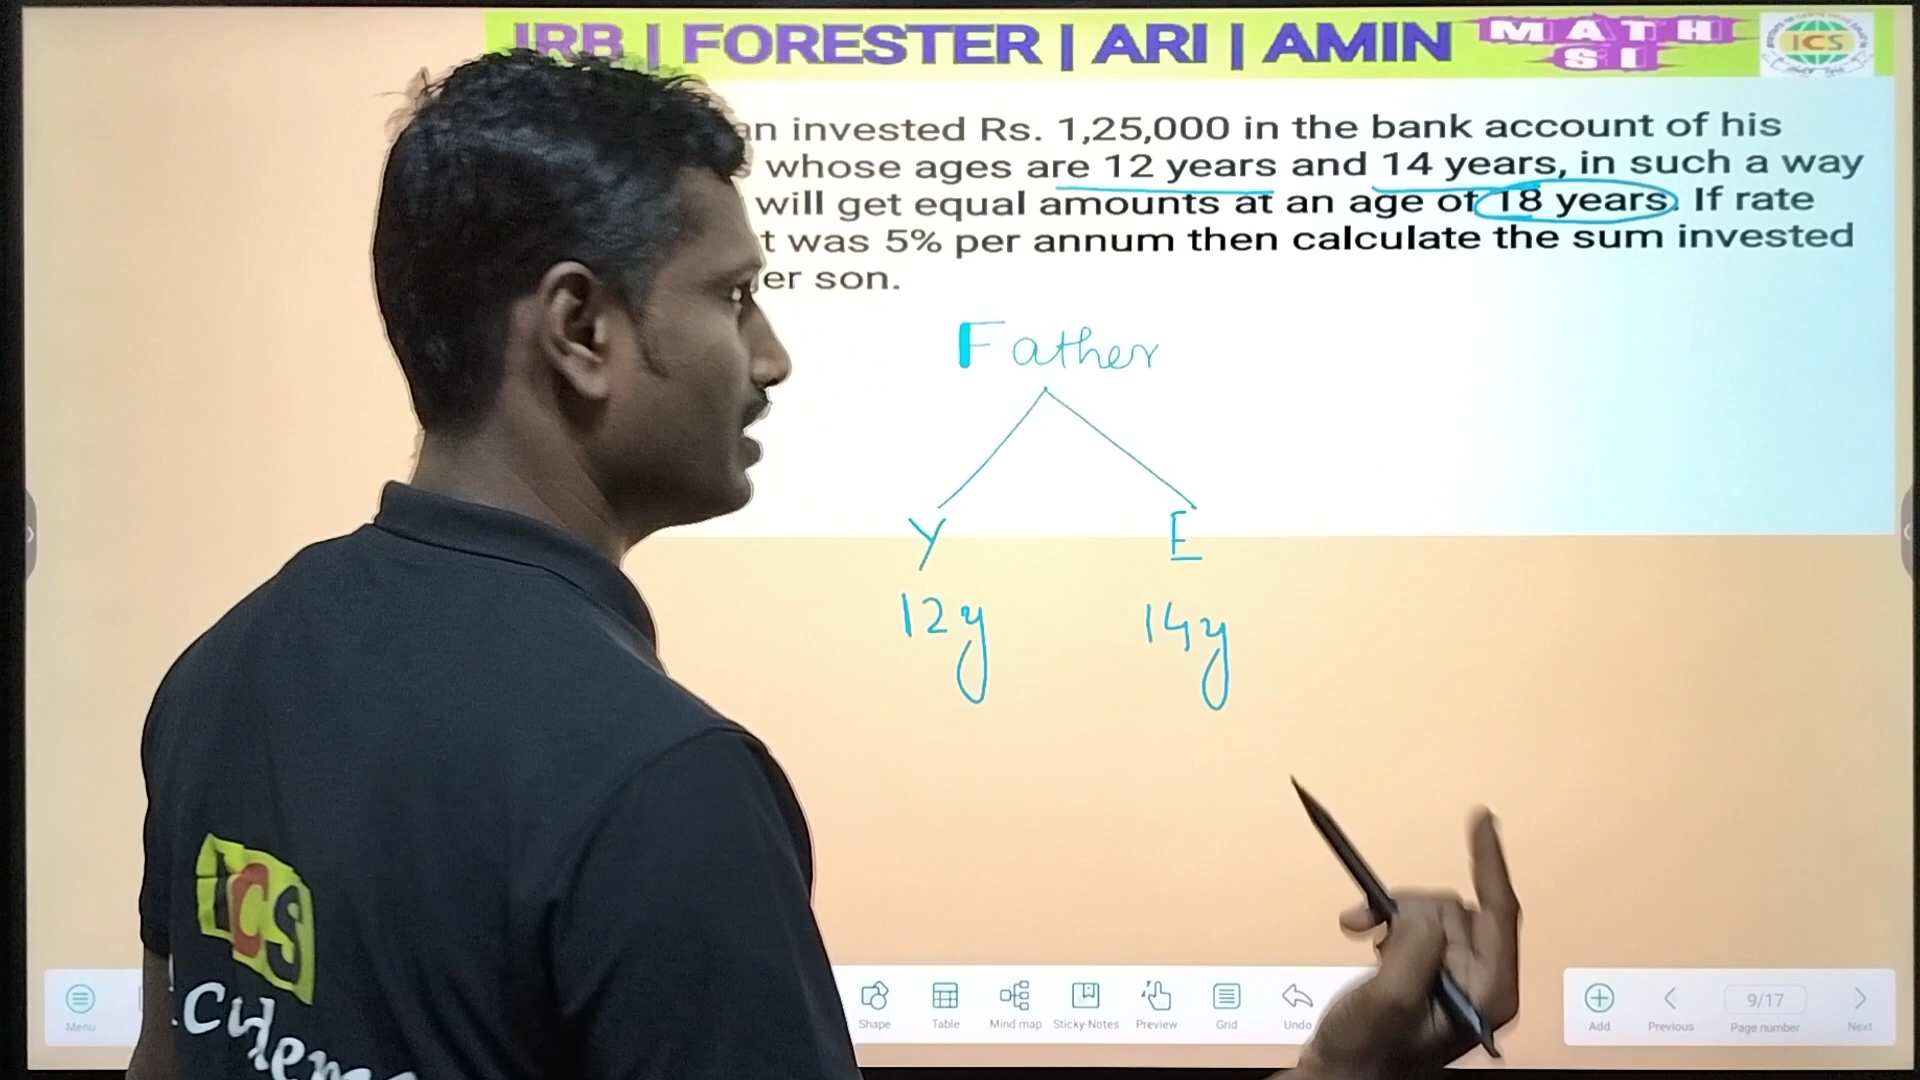 IRB | FORESTER | ARI | AMIN
MATH
SI
ICS
an invested Rs. 1,25,000 in the bank account of his
whose ages are 12 years and 14 years, in such a way
will get equal amounts at an age of 18 years. If rate
t was 5% per annum then calculate the sum invested
er son.
Father
Y E
12y 14y
ICS
Menu
Shape
Table
Mind map
Sticky Notes
Preview
Grid
Undo
Add
Previous
9/17
Page number
Next